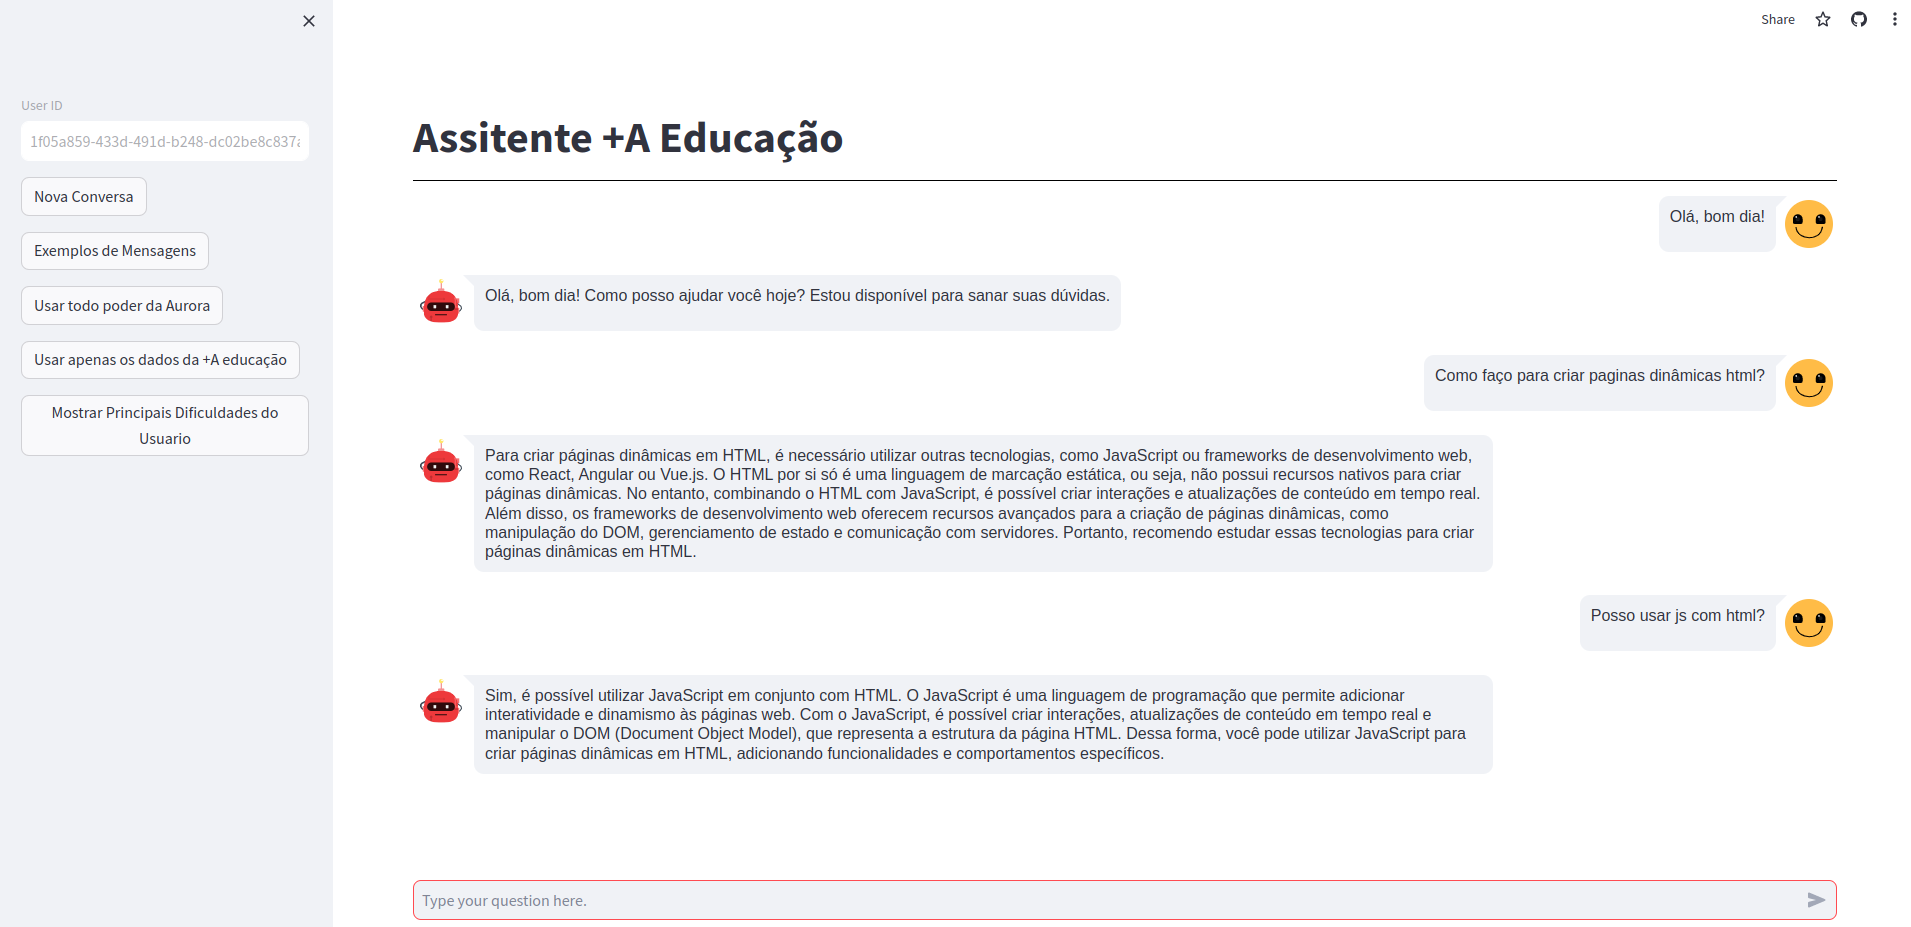 Share
User ID
1f05a859-433d-491d-b248-dc02be8c837
Nova Conversa
Exemplos de Mensagens
Usar todo poder da Aurora
Usar apenas os dados da +A educação
Mostrar Principais Dificuldades do
Usuario
Assitente +A Educação
Olá, bom dia!
Olá, bom dia! Como posso ajudar você hoje? Estou disponível para sanar suas dúvidas.
Como faço para criar paginas dinâmicas html?
Para criar páginas dinâmicas em HTML, é necessário utilizar outras tecnologias, como JavaScript ou frameworks de desenvolvimento web,
como React, Angular ou Vue.js. O HTML por si só é uma linguagem de marcação estática, ou seja, não possui recursos nativos para criar
páginas dinâmicas. No entanto, combinando o HTML com JavaScript, é possível criar interações e atualizações de conteúdo em tempo real.
Além disso, os frameworks de desenvolvimento web oferecem recursos avançados para a criação de páginas dinâmicas, como
manipulação do DOM, gerenciamento de estado e comunicação com servidores. Portanto, recomendo estudar essas tecnologias para criar
páginas dinâmicas em HTML.
Posso usar js com html?
Sim, é possível utilizar JavaScript em conjunto com HTML. O JavaScript é uma linguagem de programação que permite adicionar
interatividade e dinamismo às páginas web. Com o JavaScript, é possível criar interações, atualizações de conteúdo em tempo real e
manipular o DOM (Document Object Model), que representa a estrutura da página HTML. Dessa forma, você pode utilizar JavaScript para
criar páginas dinâmicas em HTML, adicionando funcionalidades e comportamentos específicos.
Type your question here.